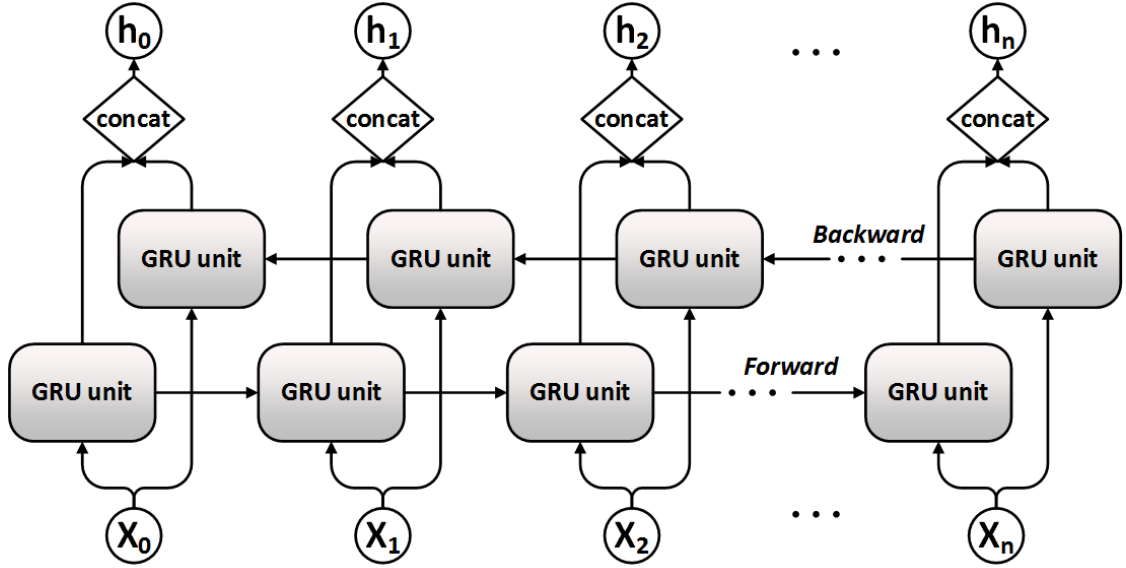 h₀ h₁ h₂ • • • hₙ
concat concat concat concat
Backward
GRU unit GRU unit GRU unit • • • GRU unit
Forward
GRU unit GRU unit GRU unit • • • GRU unit
X₀ X₁ X₂ • • • Xₙ